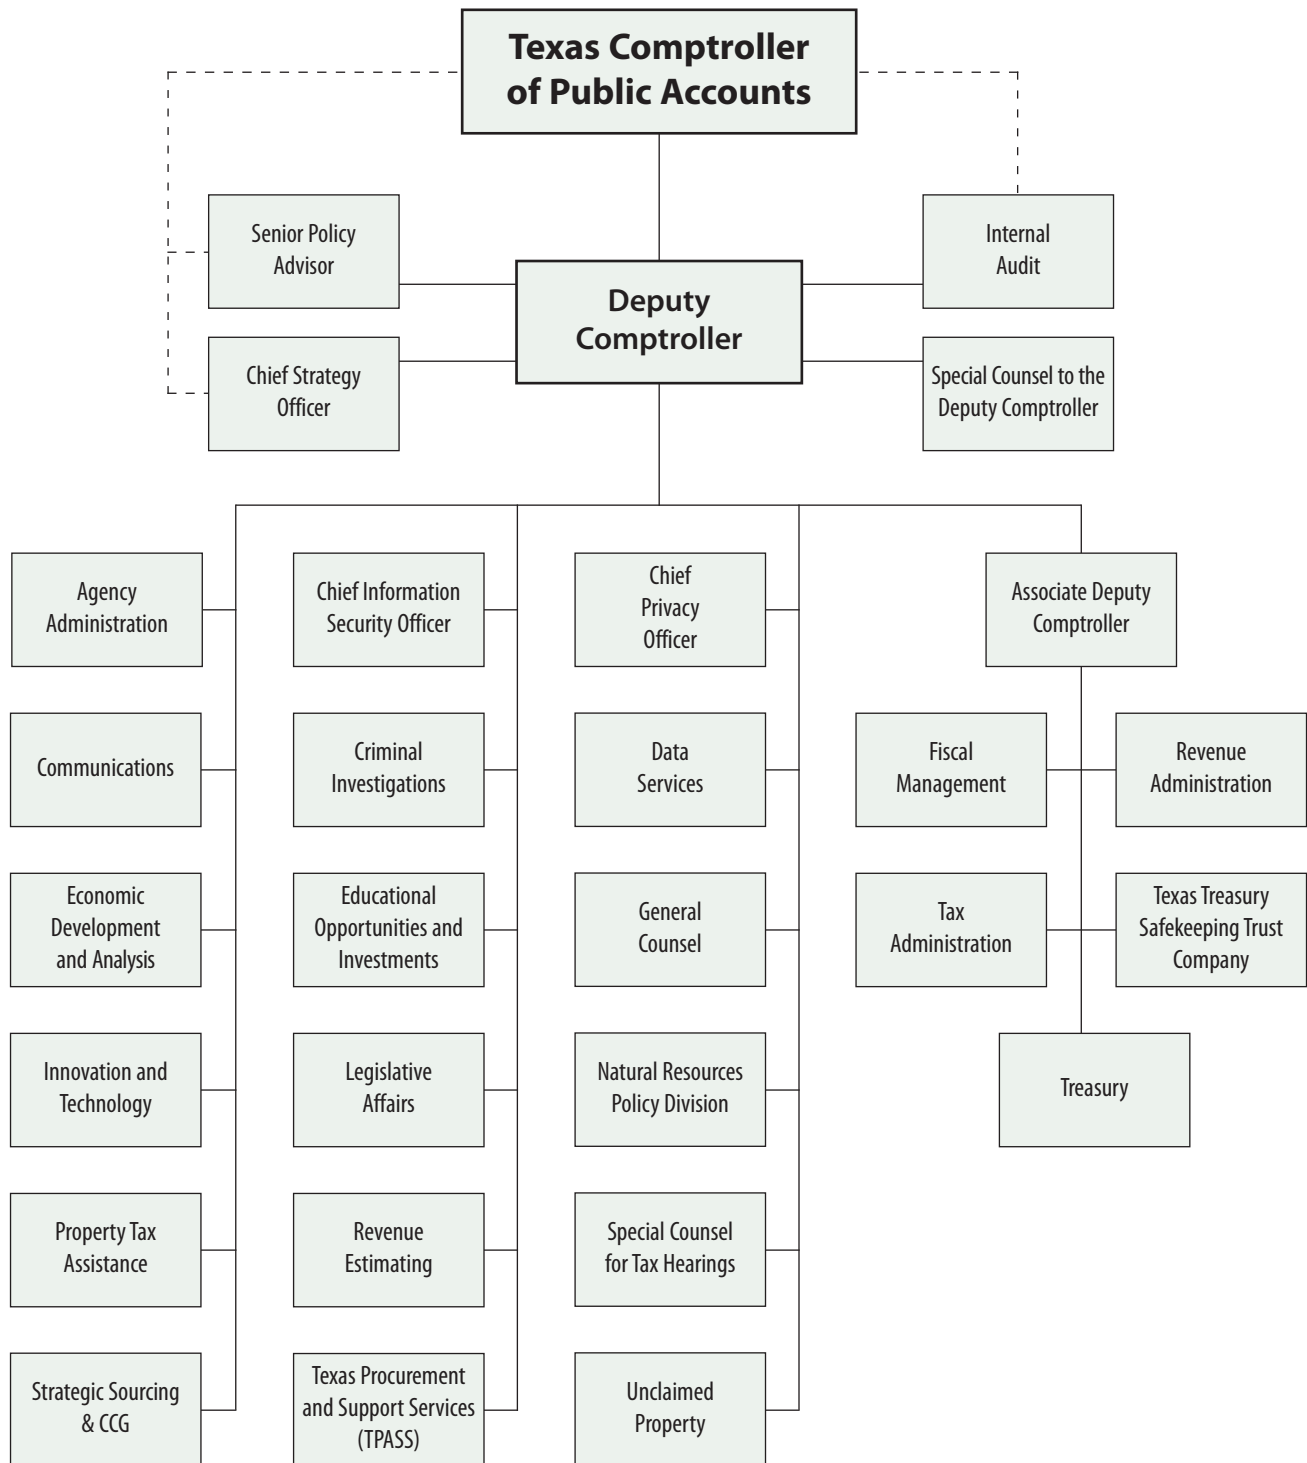 Texas Comptroller
of Public Accounts
Senior Policy
Advisor
Internal
Audit
Deputy
Comptroller
Chief Strategy
Officer
Special Counsel to the
Deputy Comptroller
Agency
Administration
Chief Information
Security Officer
Chief
Privacy
Officer
Associate Deputy
Comptroller
Communications
Criminal
Investigations
Data
Services
Fiscal
Management
Revenue
Administration
Economic
Development
and Analysis
Educational
Opportunities and
Investments
General
Counsel
Tax
Administration
Texas Treasury
Safekeeping Trust
Company
Innovation and
Technology
Legislative
Affairs
Natural Resources
Policy Division
Treasury
Property Tax
Assistance
Revenue
Estimating
Special Counsel
for Tax Hearings
Strategic Sourcing
& CCG
Texas Procurement
and Support Services
(TPASS)
Unclaimed
Property